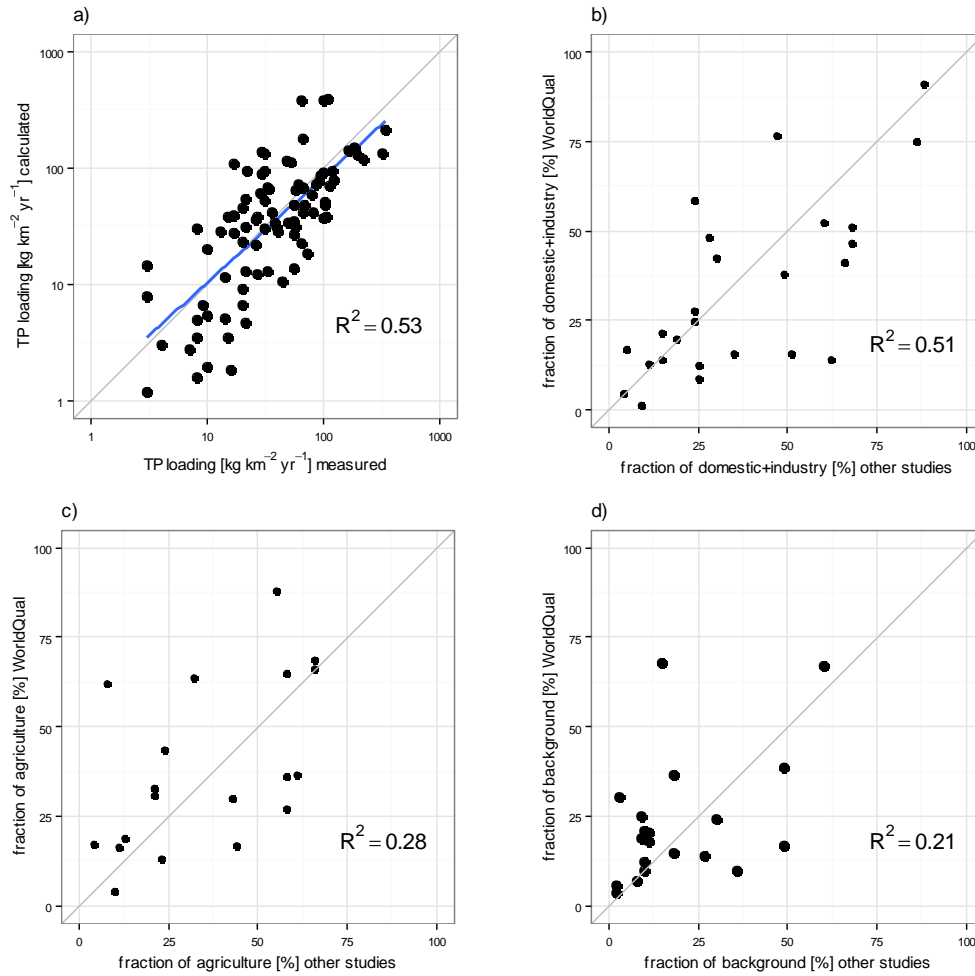 a)
1000
100
10
1
1
10
100
1000
TP loading [kg km⁻² yr⁻¹] calculated
TP loading [kg km⁻² yr⁻¹] measured
R² = 0.53
b)
100
75
50
25
0
0
25
50
75
100
fraction of domestic+industry [%] WorldQual
fraction of domestic+industry [%] other studies
R² = 0.51
c)
100
75
50
25
0
0
25
50
75
100
fraction of agriculture [%] WorldQual
fraction of agriculture [%] other studies
R² = 0.28
d)
100
75
50
25
0
0
25
50
75
100
fraction of background [%] WorldQual
fraction of background [%] other studies
R² = 0.21